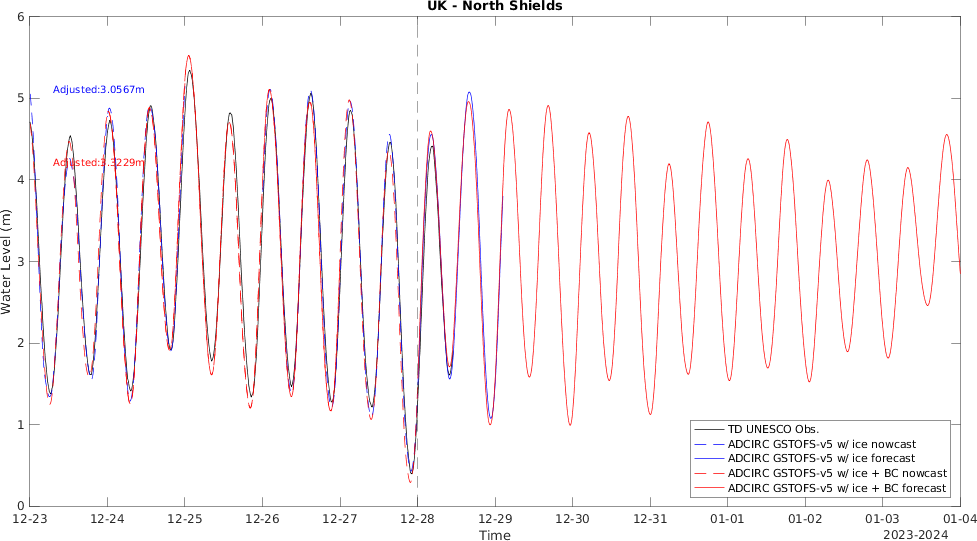 UK - North Shields
6
5
4
3
2
1
0
Water Level (m)
Adjusted:3.0567m
Adjusted:3.3229m
TD UNESCO Obs.
ADCIRC GSTOFS-v5 w/ ice nowcast
ADCIRC GSTOFS-v5 w/ ice forecast
ADCIRC GSTOFS-v5 w/ ice + BC nowcast
ADCIRC GSTOFS-v5 w/ ice + BC forecast
12-23 12-24 12-25 12-26 12-27 12-28 12-29 12-30 12-31 01-01 01-02 01-03 01-04
Time
2023-2024